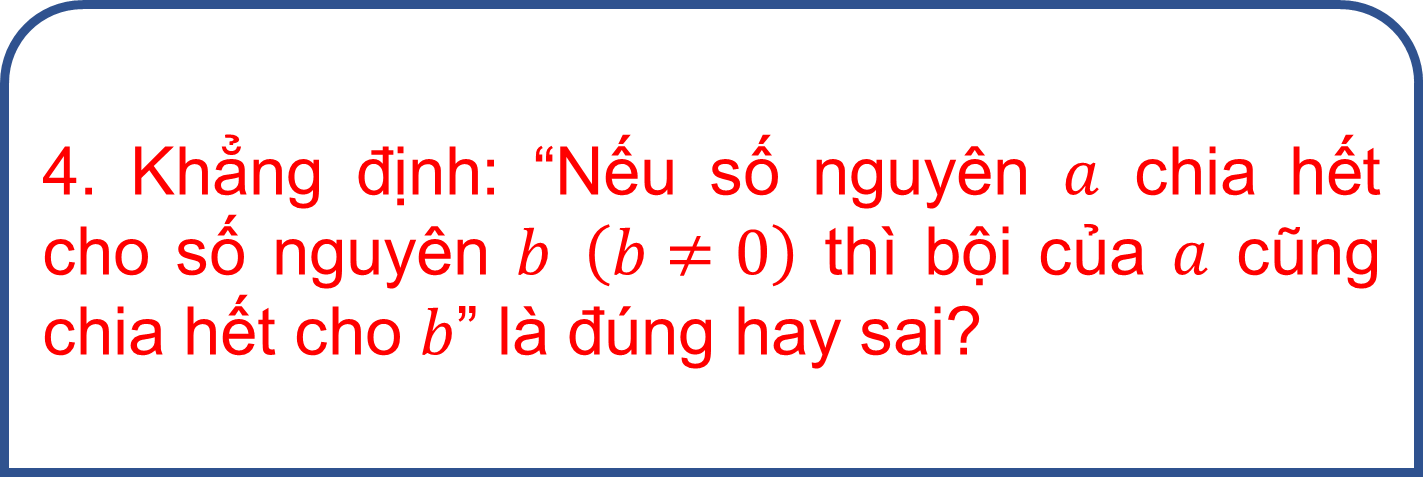 4. Khẳng định: “Nếu số nguyên 𝑎 chia hết
cho số nguyên 𝑏 (𝑏 ≠ 0) thì bội của 𝑎 cũng
chia hết cho 𝑏” là đúng hay sai?